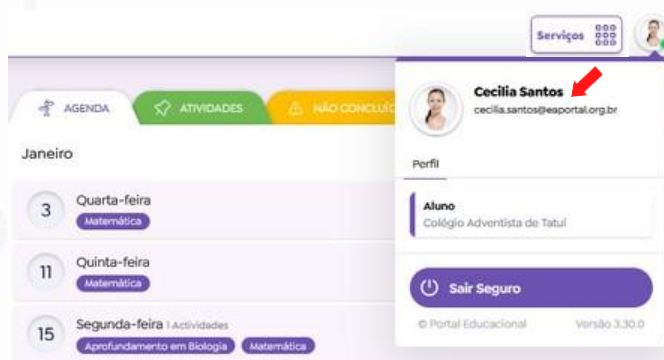 Serviços
AGENDA
ATIVIDADES
NÃO CONCLUÍD
Janeiro
3
Quarta-feira
Matemática
11
Quinta-feira
Matemática
15
Segunda-feira 1 Actividades
Aprofundamento em Biologia
Matemática
Cecilia Santos
cecilia.santos@eaportal.org.br
Perfil
Aluno
Colégio Adventista de Tatuí
Sair Seguro
© Portal Educacional
Versão 3.30.0